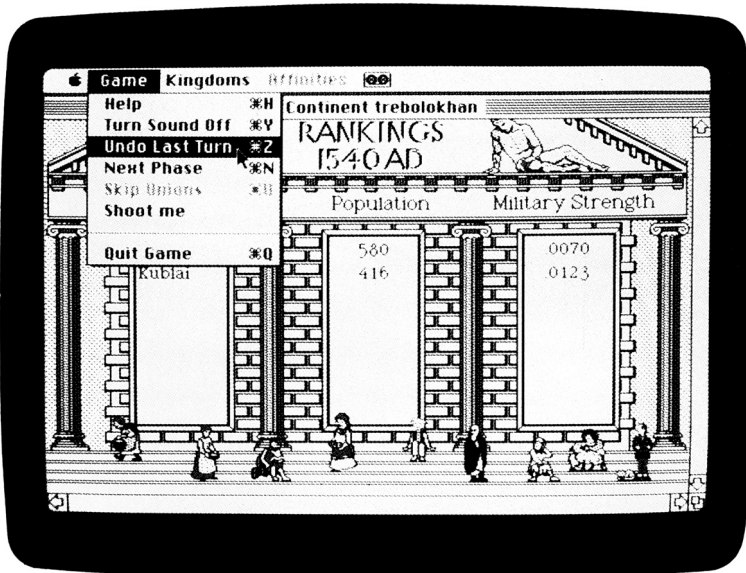 Game Kingdoms Affinities
Help ⌘H
Turn Sound Off ⌘Y
Undo Last Turn ⌘Z
Next Phase ⌘N
Skip Unions ⌘U
Shoot me
Quit Game ⌘Q
Continent trebolokhan
RANKINGS
1540 AD
Population Military Strength
580 0070
Kublai 416 0123